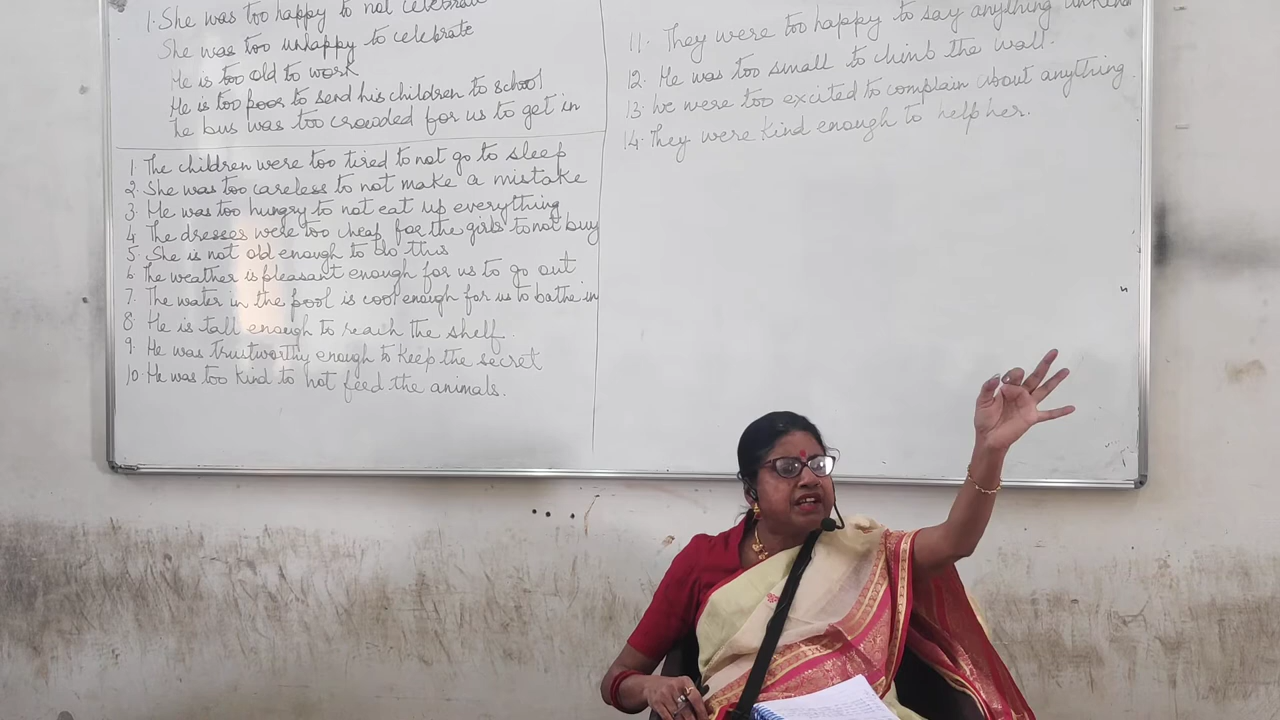 1. She was too happy to not celebrate
She was too unhappy to celebrate
He is too old to work
He is too poor to send his children to school
The bus was too crowded for us to get in
1. The children were too tired to not go to sleep
2. She was too careless to not make a mistake
3. He was too hungry to not eat up everything
4 The dresses were too cheap for the girls to not buy
5. She is not old enough to do this
6. The weather is pleasant enough for us to go out
7. The water in the pool is cool enough for us to bathe in
8. He is tall enough to reach the shelf
9. He was trustworthy enough to keep the secret
10 He was too kind to not feed the animals.
11. They were too happy to say anything unkind
12. He was too small to climb the wall.
13. We were too excited to complain about anything.
14. They were kind enough to help her.